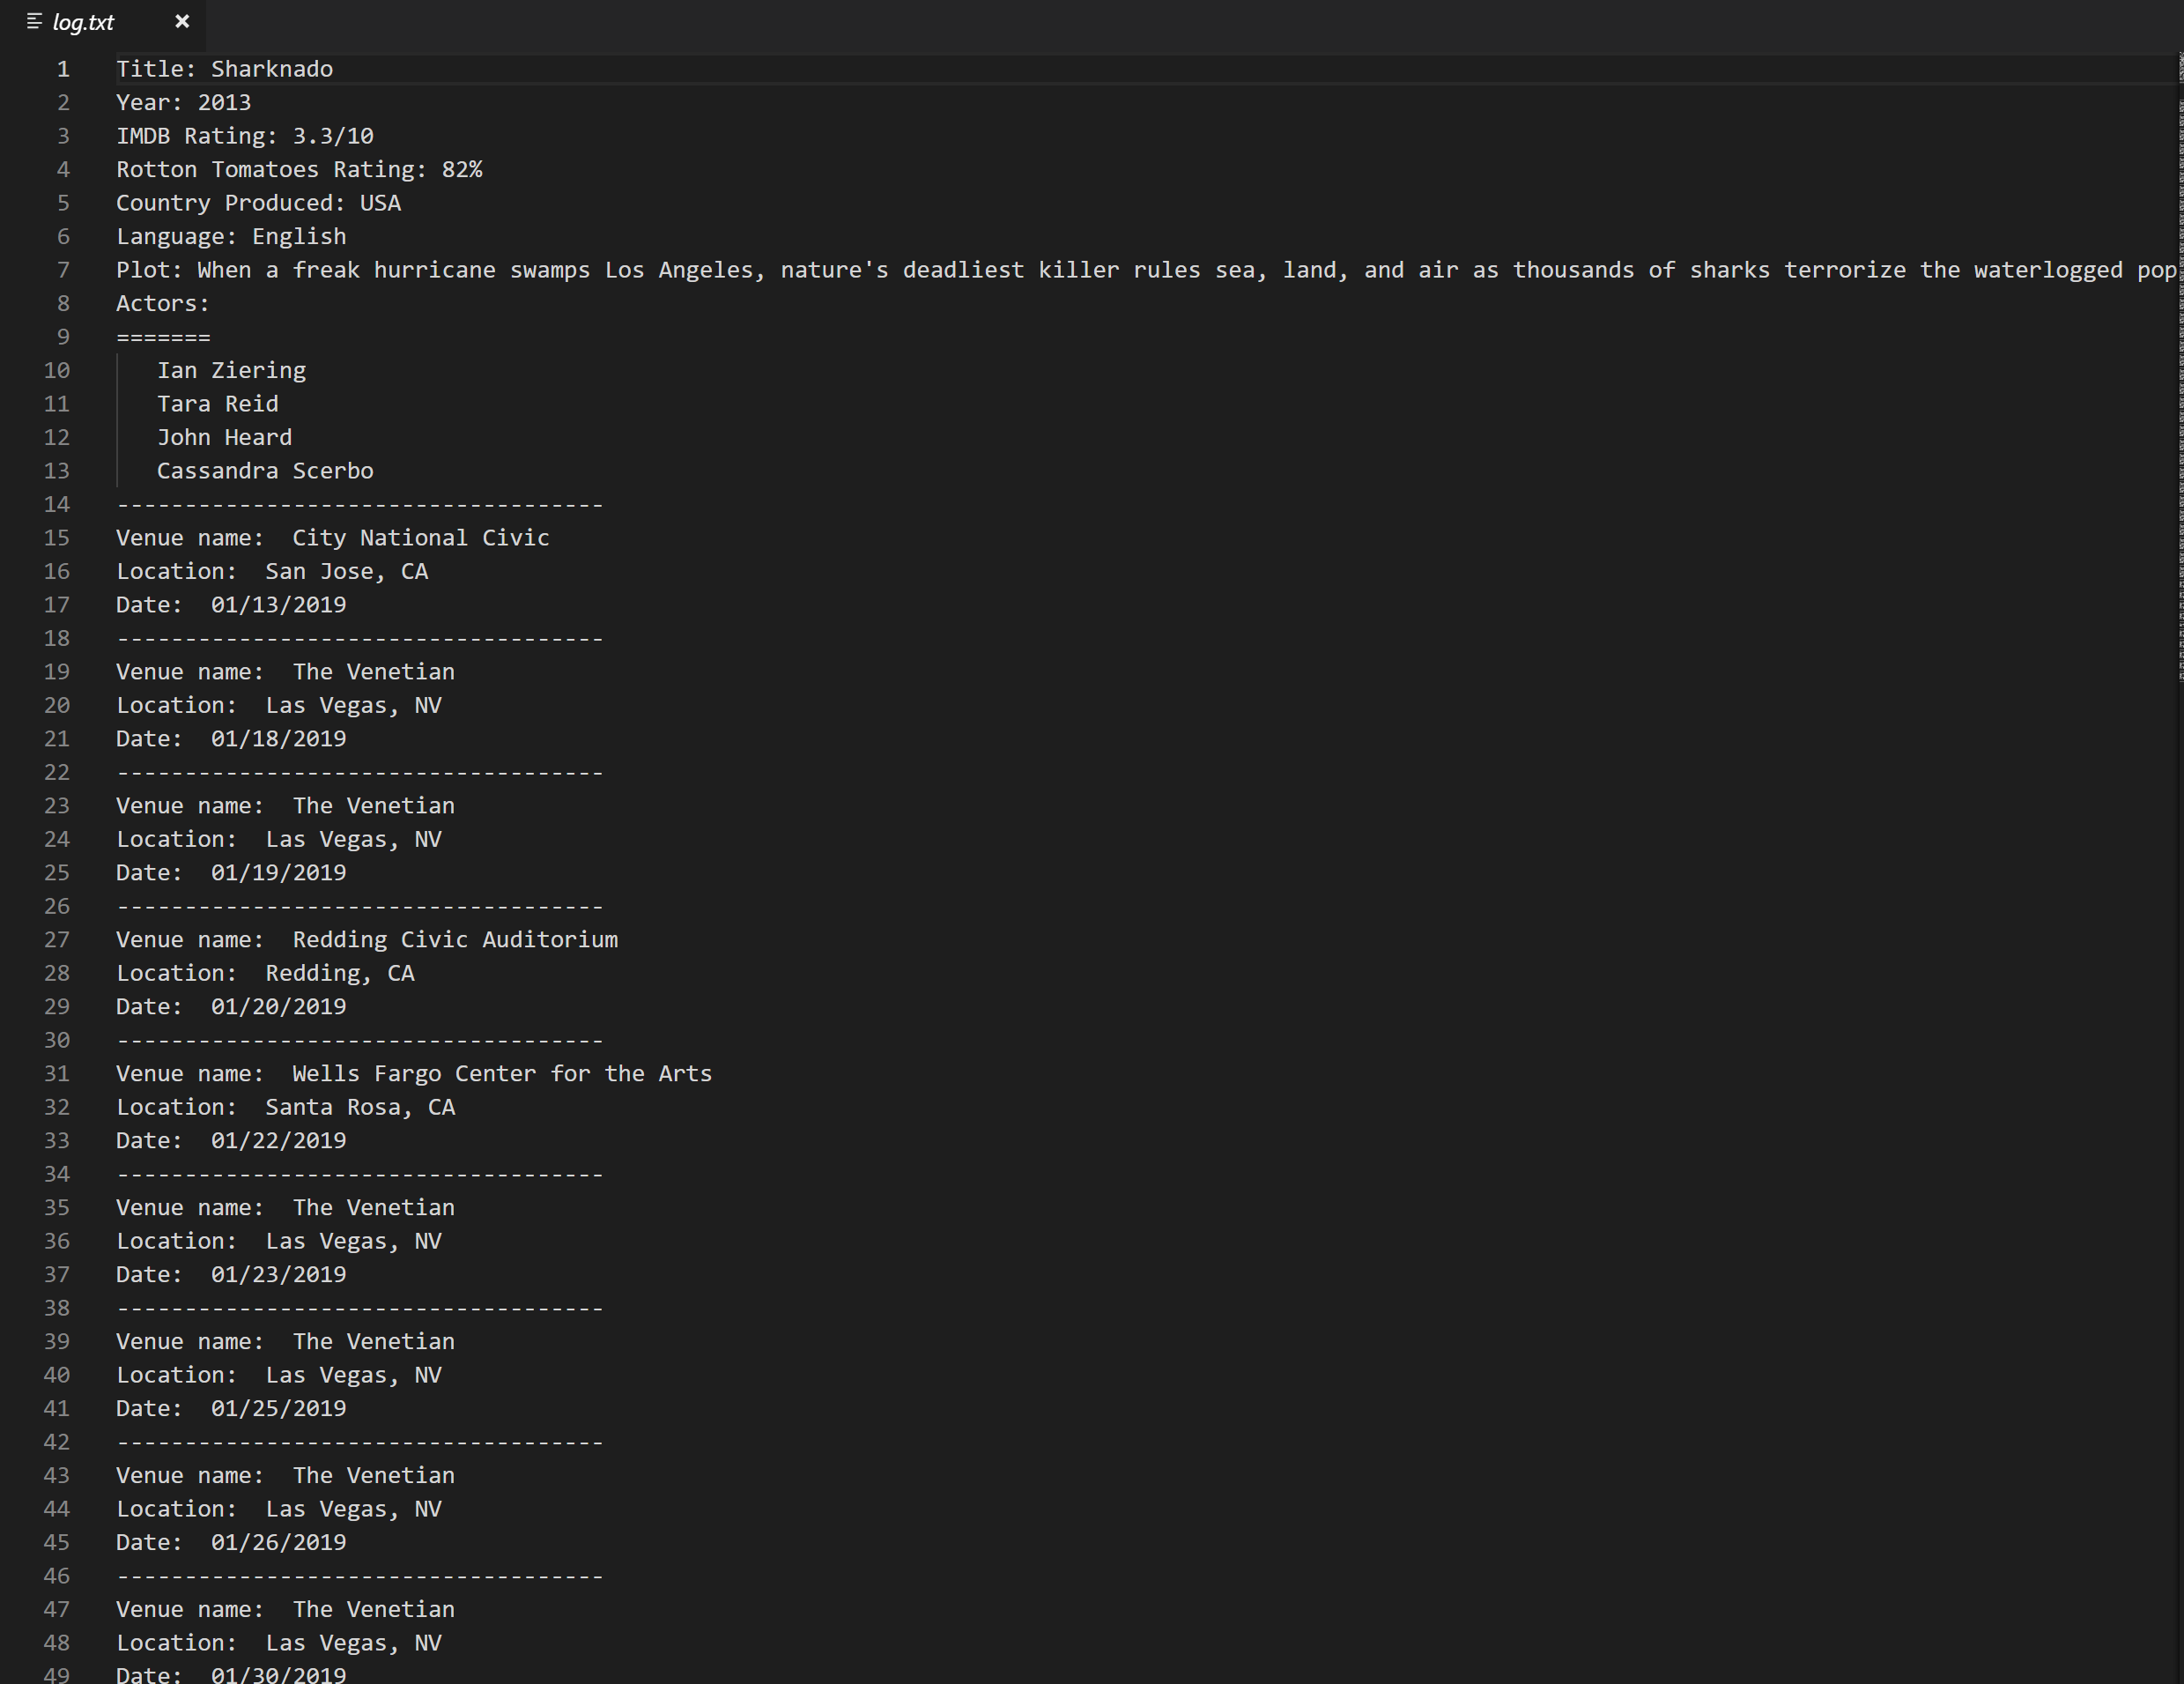 log.txt ×
1 Title: Sharknado
2 Year: 2013
3 IMDB Rating: 3.3/10
4 Rotton Tomatoes Rating: 82%
5 Country Produced: USA
6 Language: English
7 Plot: When a freak hurricane swamps Los Angeles, nature's deadliest killer rules sea, land, and air as thousands of sharks terrorize the waterlogged pop
8 Actors:
9 =======
10 Ian Ziering
11 Tara Reid
12 John Heard
13 Cassandra Scerbo
14 ------------------------------------
15 Venue name:  City National Civic
16 Location:  San Jose, CA
17 Date:  01/13/2019
18 ------------------------------------
19 Venue name:  The Venetian
20 Location:  Las Vegas, NV
21 Date:  01/18/2019
22 ------------------------------------
23 Venue name:  The Venetian
24 Location:  Las Vegas, NV
25 Date:  01/19/2019
26 ------------------------------------
27 Venue name:  Redding Civic Auditorium
28 Location:  Redding, CA
29 Date:  01/20/2019
30 ------------------------------------
31 Venue name:  Wells Fargo Center for the Arts
32 Location:  Santa Rosa, CA
33 Date:  01/22/2019
34 ------------------------------------
35 Venue name:  The Venetian
36 Location:  Las Vegas, NV
37 Date:  01/23/2019
38 ------------------------------------
39 Venue name:  The Venetian
40 Location:  Las Vegas, NV
41 Date:  01/25/2019
42 ------------------------------------
43 Venue name:  The Venetian
44 Location:  Las Vegas, NV
45 Date:  01/26/2019
46 ------------------------------------
47 Venue name:  The Venetian
48 Location:  Las Vegas, NV
49 Date:  01/30/2019